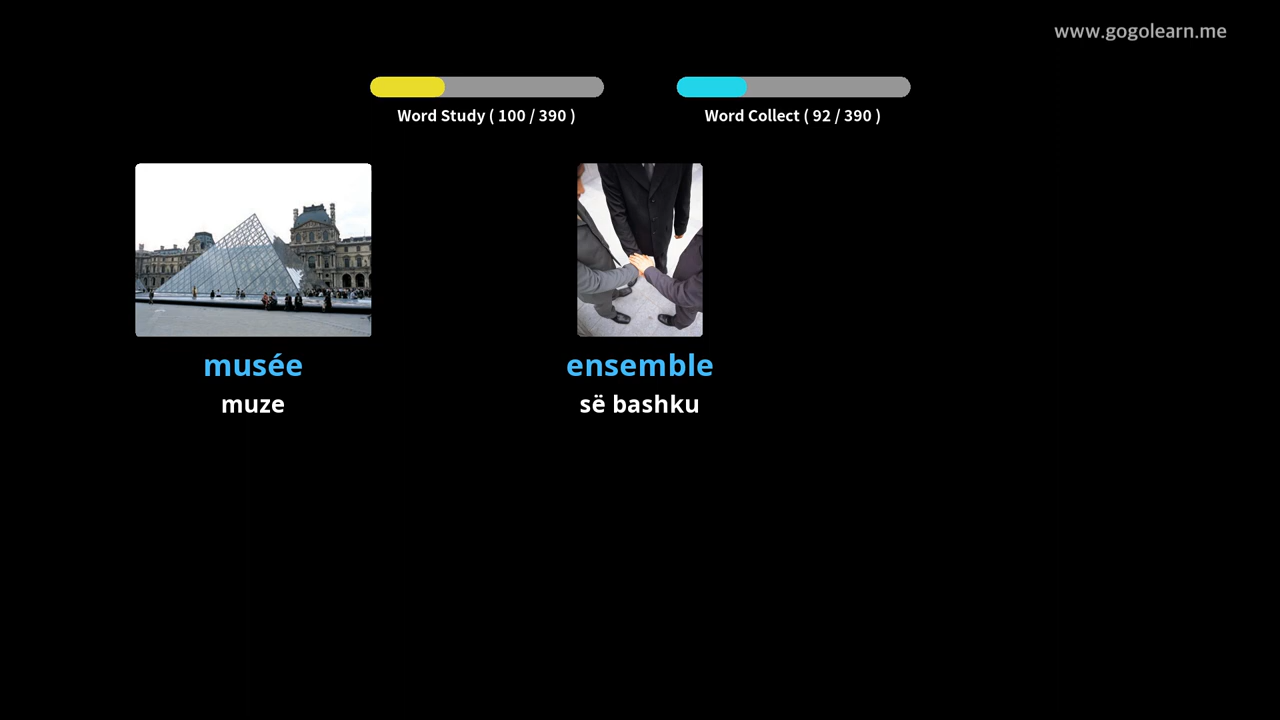 www.gogolearn.me
Word Study ( 100 / 390 )
Word Collect ( 92 / 390 )
musée
muze
ensemble
së bashku